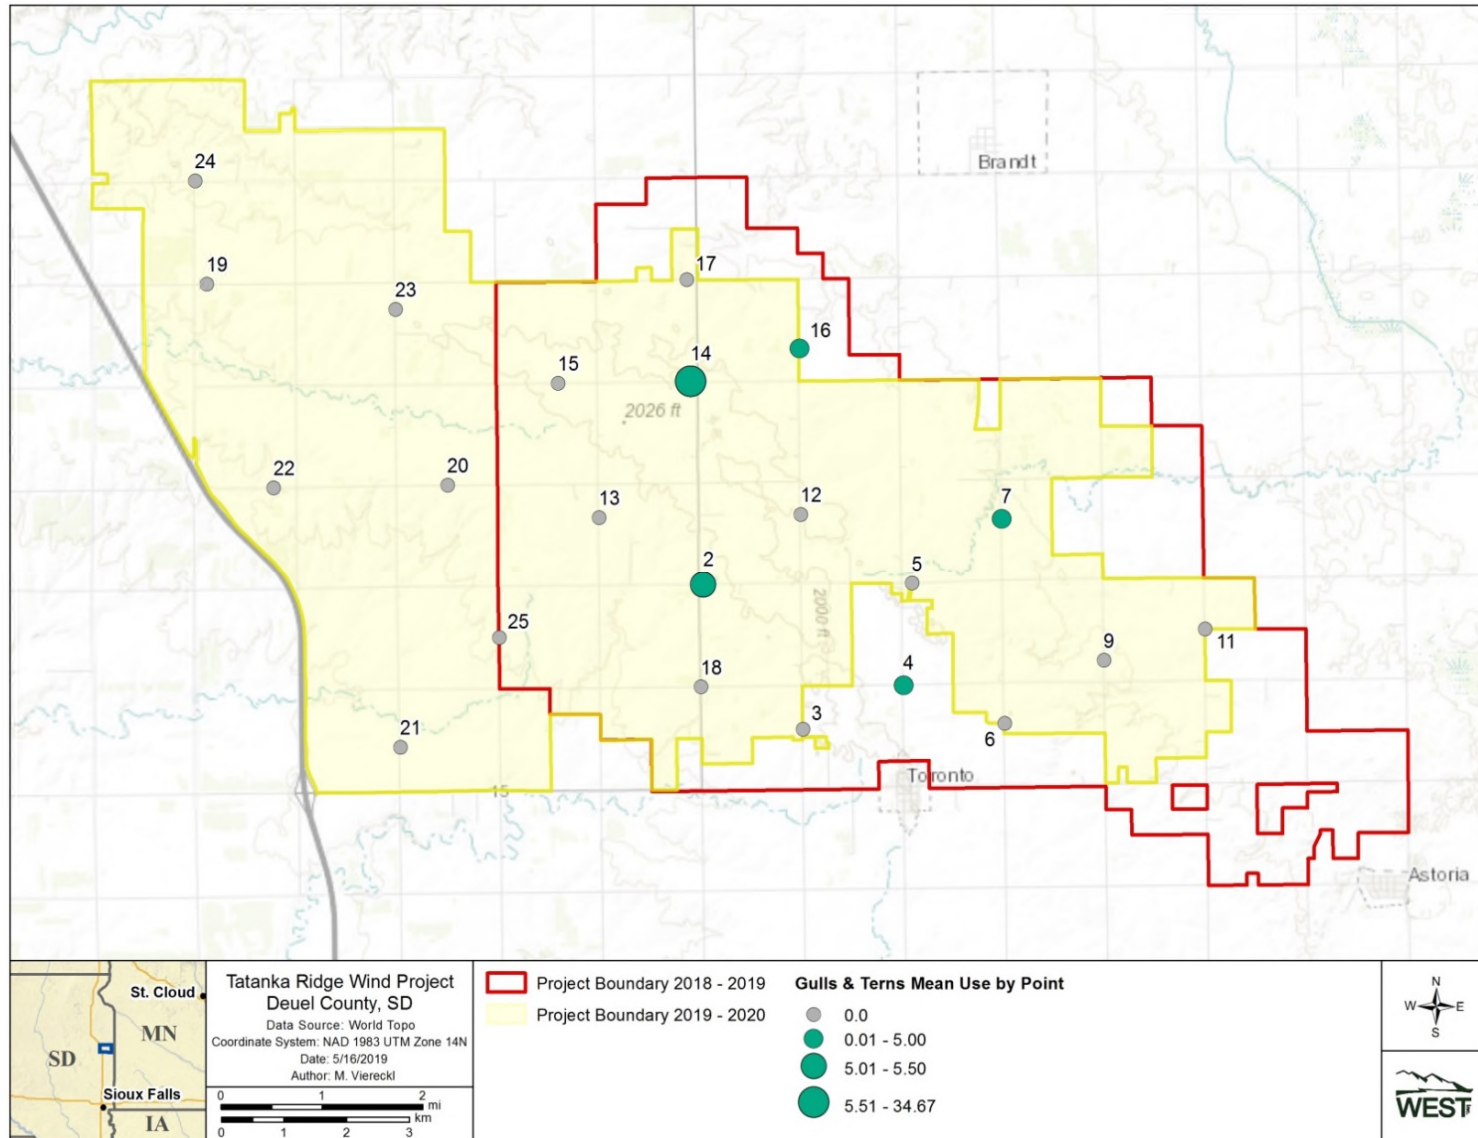 Brandt
24
19
23
17
16
15
14
2026 ft
22
20
13
12
7
2
5
2000 ft
25
9
11
18
4
3
6
21
Toronto
15
Astoria
St. Cloud
MN
SD
Sioux Falls
IA
Tatanka Ridge Wind Project
Deuel County, SD
Data Source: World Topo
Coordinate System: NAD 1983 UTM Zone 14N
Date: 5/16/2019
Author: M. Viereckl
0 1 2
mi
km
0 1 2 3
Project Boundary 2018 - 2019
Project Boundary 2019 - 2020
Gulls & Terns Mean Use by Point
0.0
0.01 - 5.00
5.01 - 5.50
5.51 - 34.67
N
W E
S
WEST